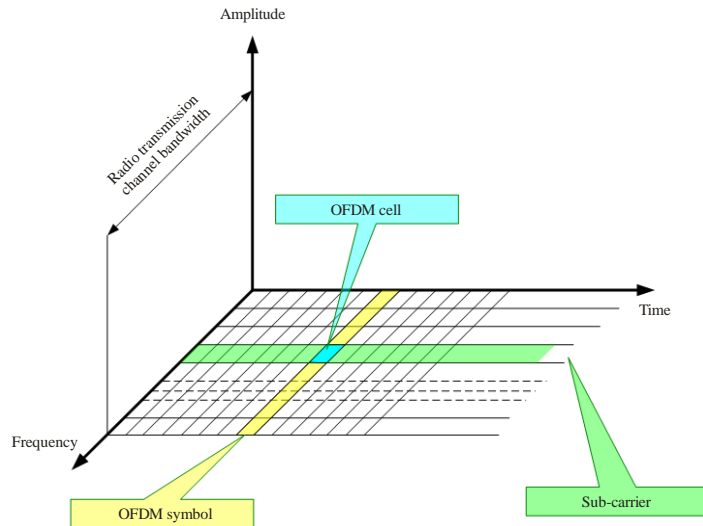 Amplitude
Radio transmission
channel bandwidth
OFDM cell
Time
Frequency
Sub-carrier
OFDM symbol